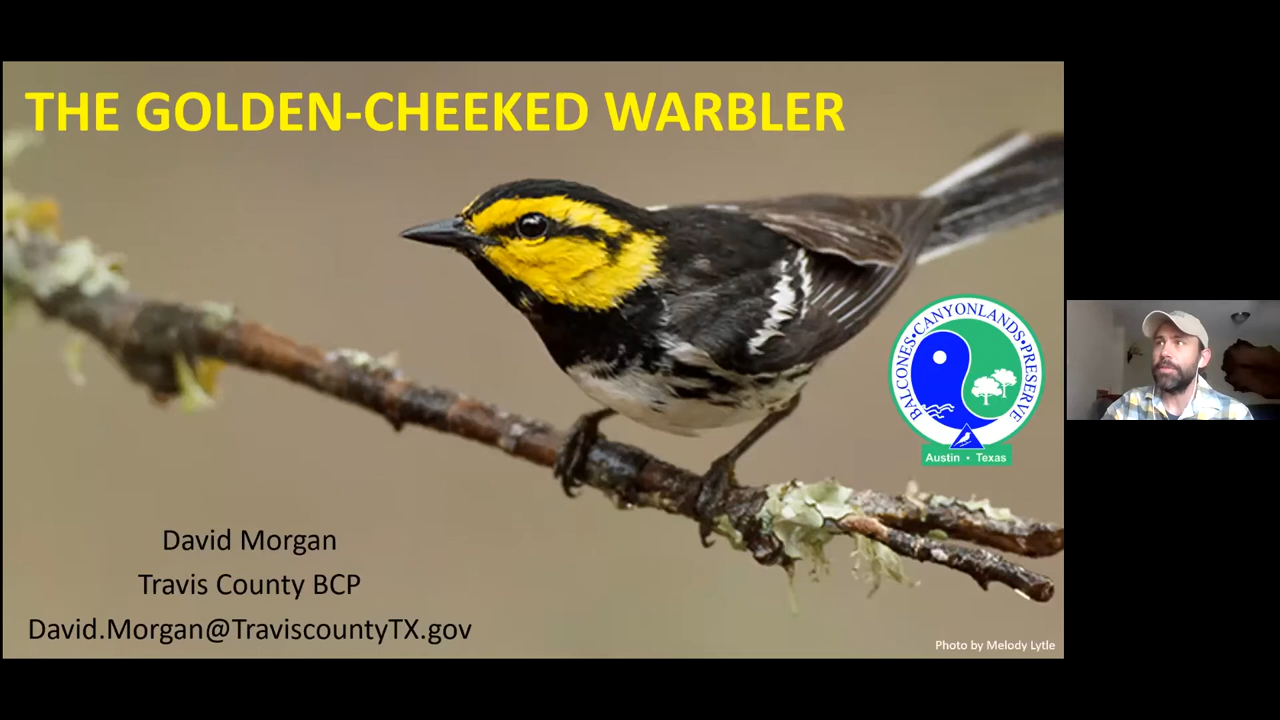 THE GOLDEN-CHEEKED WARBLER
BALCONES•CANYONLANDS•PRESERVE
Austin • Texas
David Morgan
Travis County BCP
David.Morgan@TraviscountyTX.gov
Photo by Melody Lytle